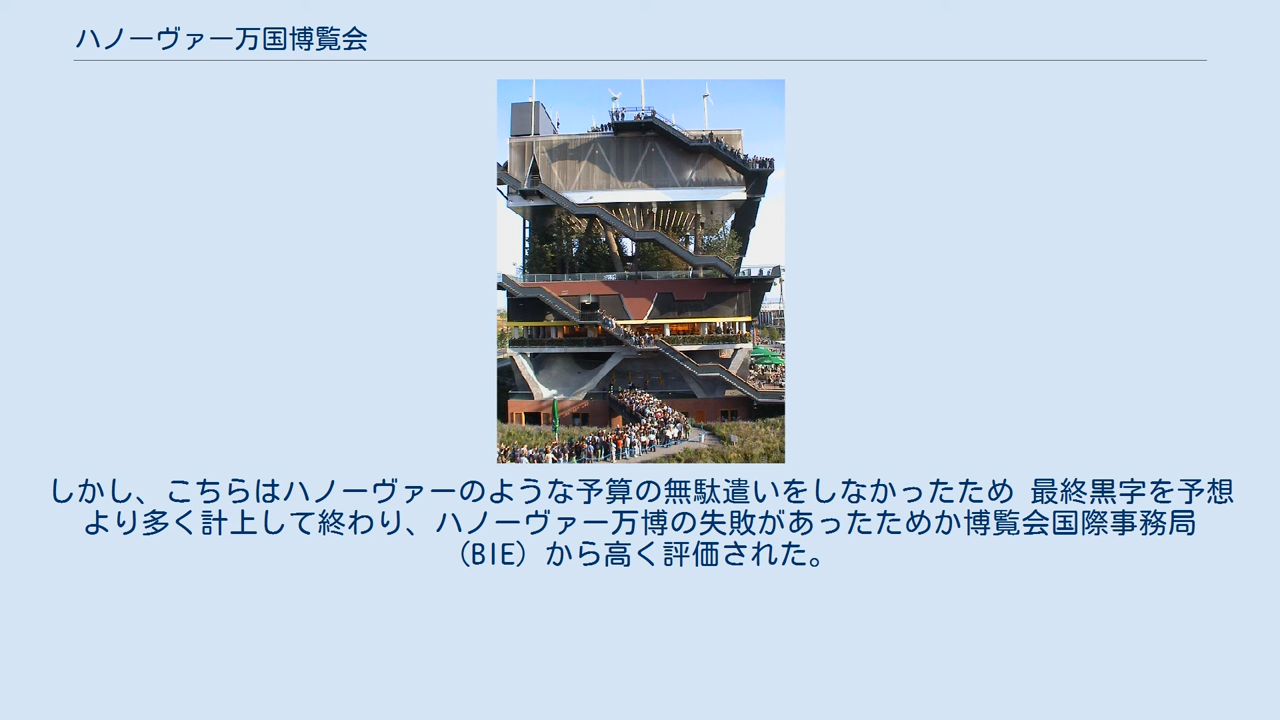 ハノーヴァー万国博覧会
しかし、こちらはハノーヴァーのような予算の無駄遣いをしなかったため 最終黒字を予想
より多く計上して終わり、ハノーヴァー万博の失敗があったためか博覧会国際事務局
（BIE）から高く評価された。